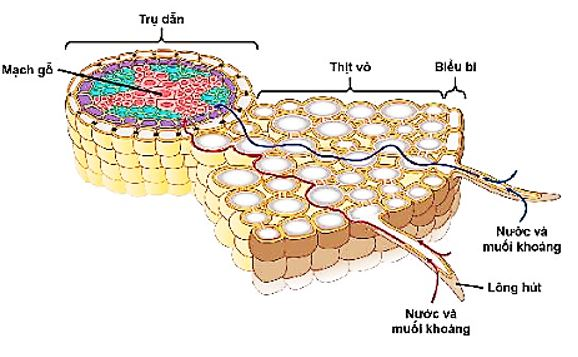 Trụ dẫn
Mạch gỗ
Thịt vỏ
Biểu bì
Nước và
muối khoáng
Lông hút
Nước và
muối khoáng